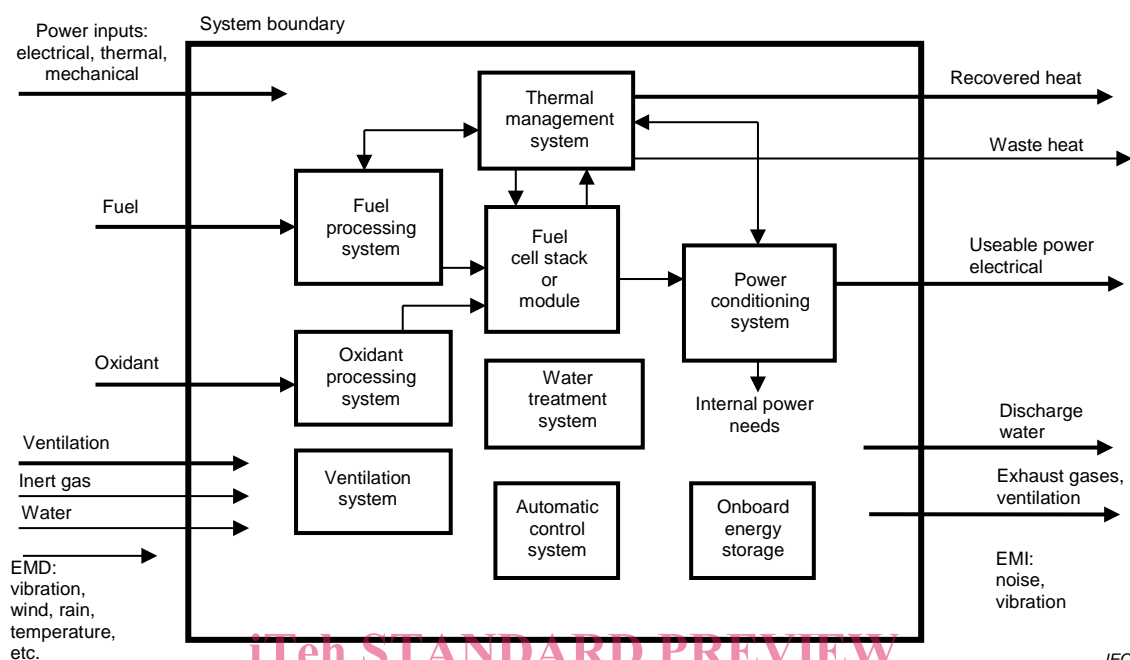 System boundary
Power inputs:
electrical, thermal,
mechanical
Thermal
management
system
Recovered heat
Waste heat
Fuel
Fuel
processing
system
Fuel
cell stack
or
module
Power
conditioning
system
Useable power
electrical
Oxidant
Oxidant
processing
system
Water
treatment
system
Internal power
needs
Discharge
water
Ventilation
Inert gas
Water
Ventilation
system
Automatic
control
system
Onboard
energy
storage
Exhaust gases,
ventilation
EMD:
vibration,
wind, rain,
temperature,
etc.
EMI:
noise,
vibration
iTeh STANDARD PREVIEW
IEC